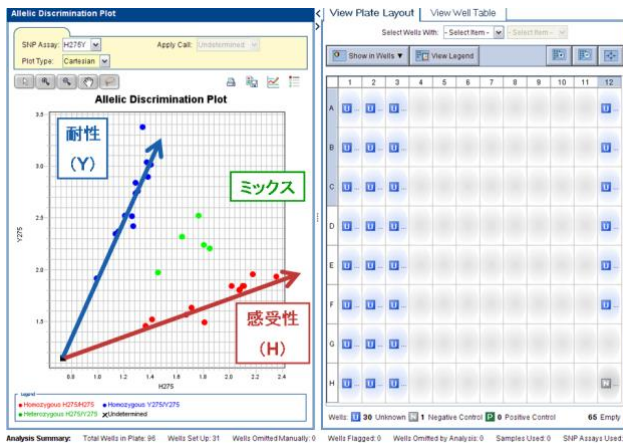 Allelic Discrimination Plot
SNP Assay: H275Y
Apply Call: Undetermined
Plot Type: Cartesian
Allelic Discrimination Plot
耐性
(Y)
ミックス
感受性
(H)
Y275
3.5
3.0
2.5
2.0
1.5
0.8 1.0 1.2 1.4 1.6 1.8 2.0 2.2 2.4
H275
Legend
Homozygous H275/H275 Homozygous Y275/Y275
Heterozygous H275/Y275 Undetermined
View Plate Layout View Well Table
Select Wells With: - Select Item - - Select Item -
Show in Wells View Legend
1 2 3 4 5 6 7 8 9 10 11 12
A U... U... U... U...
B U... U... U... U...
C U... U... U... U...
D U... U... U... U...
E U... U... U... U...
F U... U... U... U...
G U... U... U...
H U... U... U... N...
Wells: U 30 Unknown N 1 Negative Control P 0 Positive Control 65 Empty
Analysis Summary: Total Wells in Plate: 96 Wells Set Up: 31 Wells Omitted Manually: 0 Wells Flagged: 0 Wells Omitted by Analysis: 0 Samples Used: 0 SNP Assays Used: